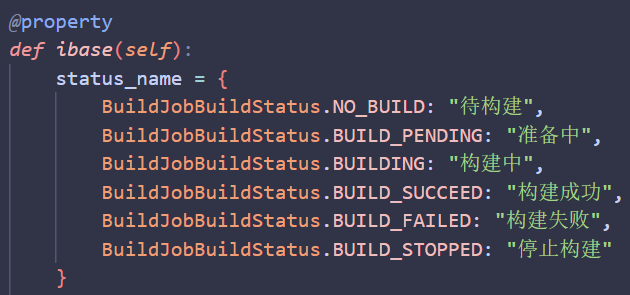 @property
def ibase(self):
status_name = {
BuildJobBuildStatus.NO_BUILD: "待构建",
BuildJobBuildStatus.BUILD_PENDING: "准备中",
BuildJobBuildStatus.BUILDING: "构建中",
BuildJobBuildStatus.BUILD_SUCCEED: "构建成功",
BuildJobBuildStatus.BUILD_FAILED: "构建失败",
BuildJobBuildStatus.BUILD_STOPPED: "停止构建"
}